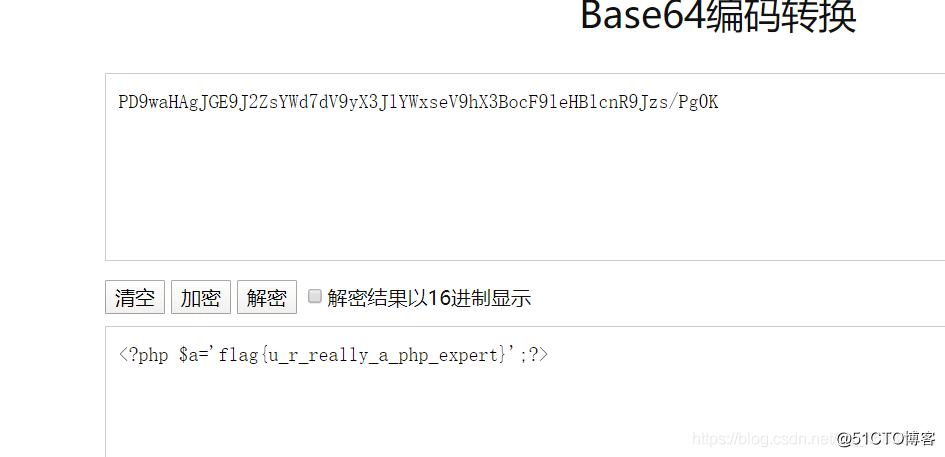 Base64编码转换
PD9waHAgJGE9J2ZsYWd7dV9yX3JlYWxseV9hX3BocF9leHBlcnR9Jzs/Pg0K
清空 加密 解密 解密结果以16进制显示
<?php $a='flag{u_r_really_a_php_expert}';?>
https://blog.csdn.net/ @51CTO博客